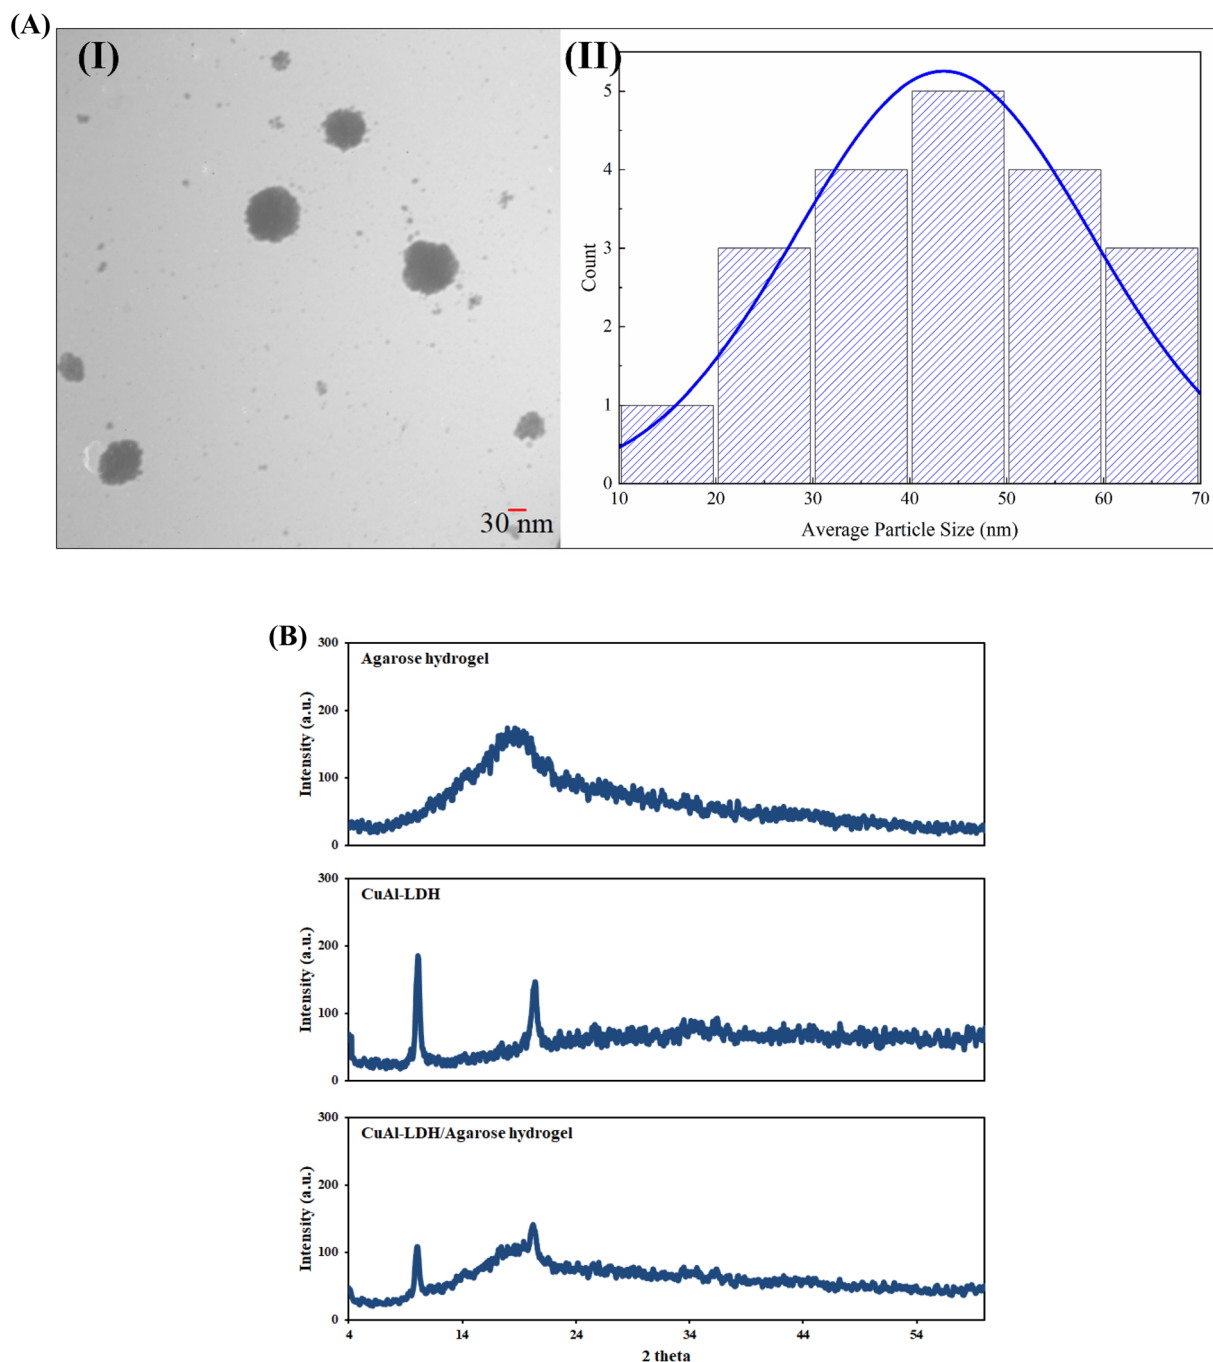 (A)
(I)
30 nm
(II)
Count
5
4
3
2
1
0
10 20 30 40 50 60 70
Average Particle Size (nm)
(B)
Agarose hydrogel
Intensity (a.u.)
300
200
100
0
CuAl-LDH
Intensity (a.u.)
300
200
100
0
CuAl-LDH/Agarose hydrogel
Intensity (a.u.)
300
200
100
0
4 14 24 34 44 54
2 theta